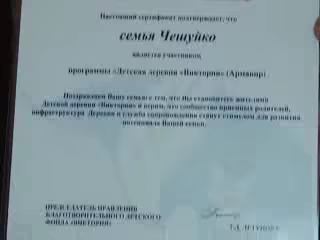 Настоящий сертификат подтверждает, что
семья Чешуйко
является участником
программы «Детская деревня «Виктория» (Армавир)
Поздравляем Вашу семью с тем, что Вы становитесь жителями
Детской деревни «Виктория» и верим, что сообщество приемных родителей,
инфраструктура Деревни и служба сопровождения станут стимулом для развития
потенциала Вашей семьи.
ПРЕДСЕДАТЕЛЬ ПРАВЛЕНИЯ
БЛАГОТВОРИТЕЛЬНОГО ДЕТСКОГО
ФОНДА «ВИКТОРИЯ»